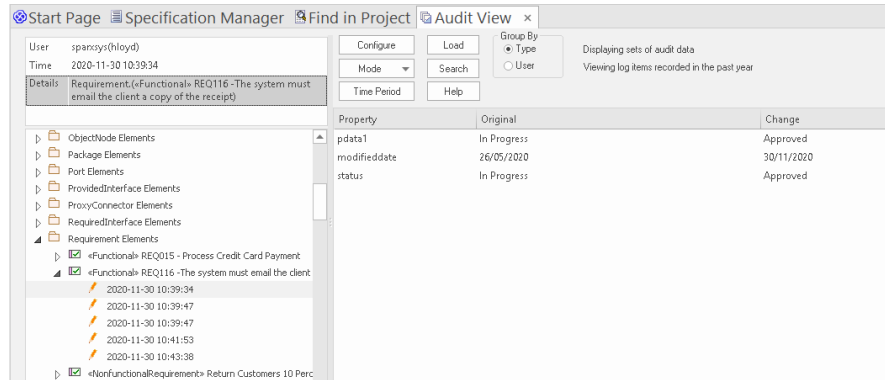 Start Page Specification Manager Find in Project Audit View ×
User sparxsys(hloyd)
Time 2020-11-30 10:39:34
Details Requirement.(«Functional» REQ116 -The system must
email the client a copy of the receipt)
Configure Load
Mode Search
Time Period Help
Group By
Type
User
Displaying sets of audit data
Viewing log items recorded in the past year
ObjectNode Elements
Package Elements
Port Elements
ProvidedInterface Elements
ProxyConnector Elements
RequiredInterface Elements
Requirement Elements
«Functional» REQ015 - Process Credit Card Payment
«Functional» REQ116 -The system must email the client
2020-11-30 10:39:34
2020-11-30 10:39:47
2020-11-30 10:39:47
2020-11-30 10:41:53
2020-11-30 10:43:38
«NonfunctionalRequirement» Return Customers 10 Perc
Property Original Change
pdata1 In Progress Approved
modifieddate 26/05/2020 30/11/2020
status In Progress Approved